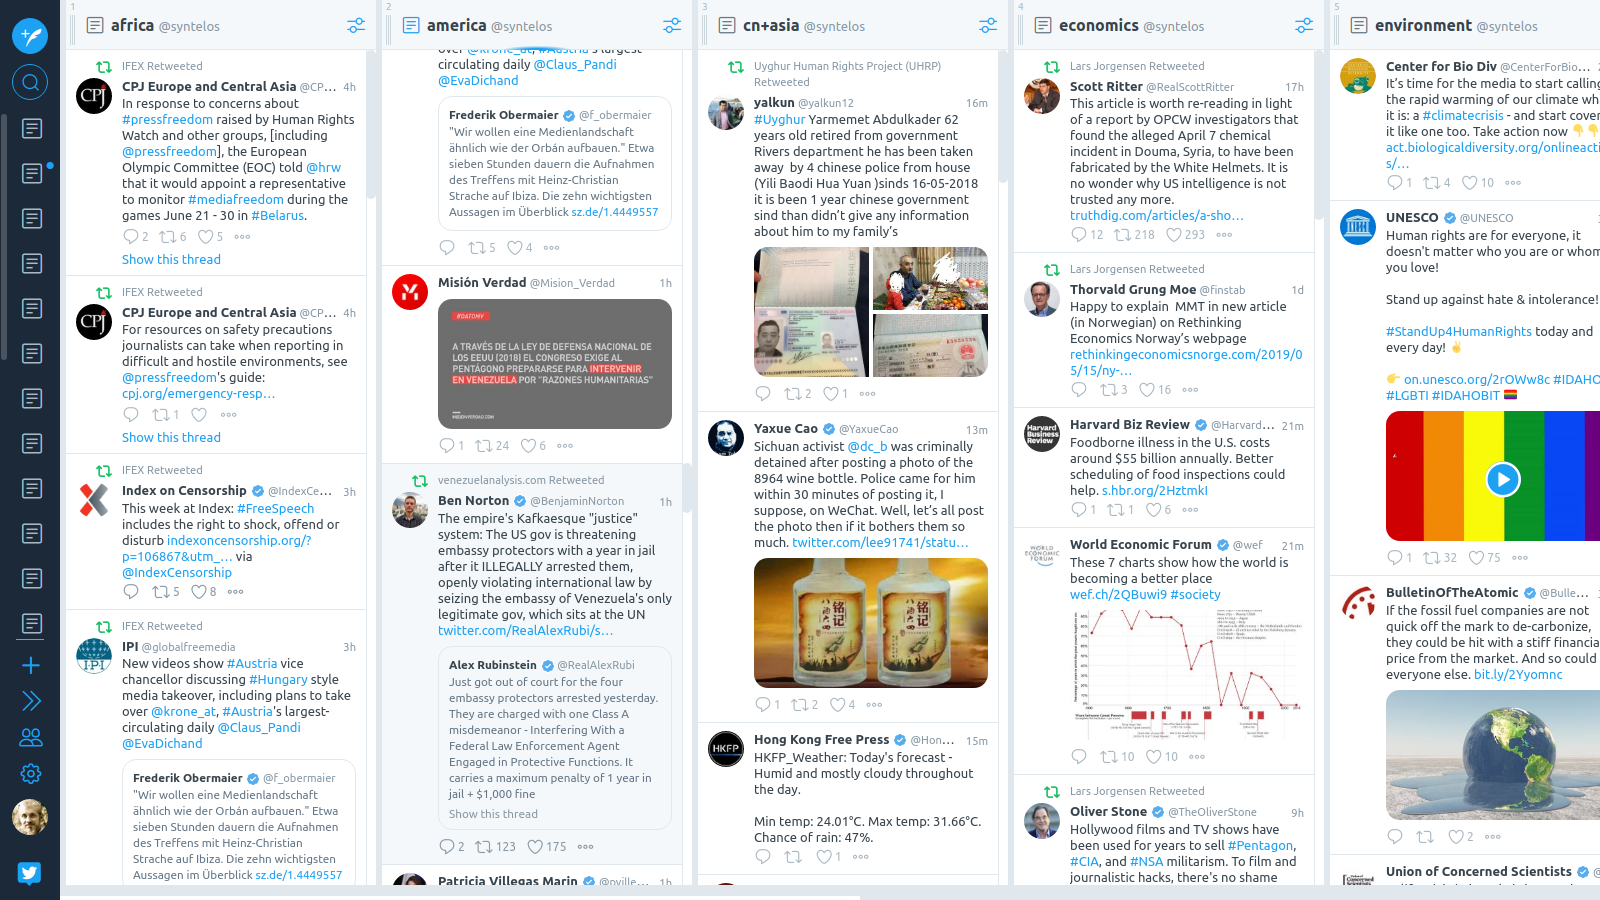 1
africa @syntelos
IFEX Retweeted
CPJ Europe and Central Asia @CP... 4h
In response to concerns about
#pressfreedom raised by Human Rights
Watch and other groups, [including
@pressfreedom], the European
Olympic Committee (EOC) told @hrw
that it would appoint a representative
to monitor #mediafreedom during the
games June 21 - 30 in #Belarus.
2 6 5
Show this thread
IFEX Retweeted
CPJ Europe and Central Asia @CP... 4h
For resources on safety precautions
journalists can take when reporting in
difficult and hostile environments, see
@pressfreedom's guide:
cpj.org/emergency-resp...
1
Show this thread
IFEX Retweeted
Index on Censorship @IndexCe... 3h
This week at Index: #FreeSpeech
includes the right to shock, offend or
disturb indexoncensorship.org/?
p=106867&utm_... via
@IndexCensorship
5 8
IFEX Retweeted
IPI @globalfreemedia 3h
New videos show #Austria vice
chancellor discussing #Hungary style
media takeover, including plans to take
over @krone_at, #Austria's largest-
circulating daily @Claus_Pandi
@EvaDichand
Frederik Obermaier @f_obermaier
"Wir wollen eine Medienlandschaft
ähnlich wie der Orbán aufbauen." Etwa
sieben Stunden dauern die Aufnahmen
des Treffens mit Heinz-Christian
Strache auf Ibiza. Die zehn wichtigsten
Aussagen im Überblick sz.de/1.4449557
2
america @syntelos
over @krone_at, #Austria's largest-
circulating daily @Claus_Pandi
@EvaDichand
Frederik Obermaier @f_obermaier
"Wir wollen eine Medienlandschaft
ähnlich wie der Orbán aufbauen." Etwa
sieben Stunden dauern die Aufnahmen
des Treffens mit Heinz-Christian
Strache auf Ibiza. Die zehn wichtigsten
Aussagen im Überblick sz.de/1.4449557
5 4
Misión Verdad @Mision_Verdad 1h
#DATOMV
A TRAVÉS DE LA LEY DE DEFENSA NACIONAL DE
LOS EEUU (2018) EL CONGRESO EXIGE AL
PENTÁGONO PREPARARSE PARA INTERVENIR
EN VENEZUELA POR "RAZONES HUMANITARIAS"
MISIONVERDAD.COM
1 24 6
venezuelanalysis.com Retweeted
Ben Norton @BenjaminNorton 1h
The empire's Kafkaesque "justice"
system: The US gov is threatening
embassy protectors with a year in jail
after it ILLEGALLY arrested them,
openly violating international law by
seizing the embassy of Venezuela's only
legitimate gov, which sits at the UN
twitter.com/RealAlexRubi/s...
Alex Rubinstein @RealAlexRubi
Just got out of court for the four
embassy protectors arrested yesterday.
They are charged with one Class A
misdemeanor - Interfering With a
Federal Law Enforcement Agent
Engaged in Protective Functions. It
carries a maximum penalty of 1 year in
jail + $1,000 fine
Show this thread
2 123 175
Patricia Villegas Marin @pville... 1h
3
cn+asia @syntelos
Uyghur Human Rights Project (UHRP)
Retweeted
yalkun @yalkun12 16m
#Uyghur Yarmemet Abdulkader 62
years old retired from government
Rivers department he has been taken
away by 4 chinese police from house
(Yili Baodi Hua Yuan )sinds 16-05-2018
it is been 1 year chinese government
sind than didn't give any information
about him to my family's
2 1
Yaxue Cao @YaxueCao 13m
Sichuan activist @dc_b was criminally
detained after posting a photo of the
8964 wine bottle. Police came for him
within 30 minutes of posting it, I
suppose, on WeChat. Well, let's all post
the photo then if it bothers them so
much. twitter.com/lee91741/statu...
铭记
八酒六四
铭记
八酒六四
1 2 4
HKFP
Hong Kong Free Press @Hon... 15m
HKFP_Weather: Today's forecast -
Humid and mostly cloudy throughout
the day.
Min temp: 24.01°C. Max temp: 31.66°C.
Chance of rain: 47%.
1
4
economics @syntelos
Lars Jorgensen Retweeted
Scott Ritter @RealScottRitter 17h
This article is worth re-reading in light
of a report by OPCW investigators that
found the alleged April 7 chemical
incident in Douma, Syria, to have been
fabricated by the White Helmets. It is
no wonder why US intelligence is not
trusted any more.
truthdig.com/articles/a-sho...
12 218 293
Lars Jorgensen Retweeted
Thorvald Grung Moe @finstab 1d
Happy to explain MMT in new article
(in Norwegian) on Rethinking
Economics Norway's webpage
rethinkingeconomicsnorge.com/2019/0
5/15/ny-...
3 16
Harvard Business Review
Harvard Biz Review @Harvard... 21m
Foodborne illness in the U.S. costs
around $55 billion annually. Better
scheduling of food inspections could
help. s.hbr.org/2HztmkI
1 1 6
World Economic Forum @wef 21m
These 7 charts show how the world is
becoming a better place
wef.ch/2QBuwi9 #society
10 10
Lars Jorgensen Retweeted
Oliver Stone @TheOliverStone 9h
Hollywood films and TV shows have
been used for years to sell #Pentagon,
#CIA, and #NSA militarism. To film and
journalistic hacks, there's no shame
5
environment @syntelos
Center for Bio Div @CenterForBio...
It's time for the media to start calling
the rapid warming of our climate wh
it is: a #climatecrisis - and start cover
it like one too. Take action now
act.biologicaldiversity.org/onlineacti
s/...
1 4 10
UNESCO @UNESCO
Human rights are for everyone, it
doesn't matter who you are or whom
you love!
Stand up against hate & intolerance!
#StandUp4HumanRights today and
every day!
on.unesco.org/2rOWw8c #IDAHO
#LGBTI #IDAHOBIT
1 32 75
BulletinOfTheAtomic @Bulle...
If the fossil fuel companies are not
quick off the mark to de-carbonize,
they could be hit with a stiff financia
price from the market. And so could
everyone else. bit.ly/2Yyomnc
2
Union of Concerned Scientists